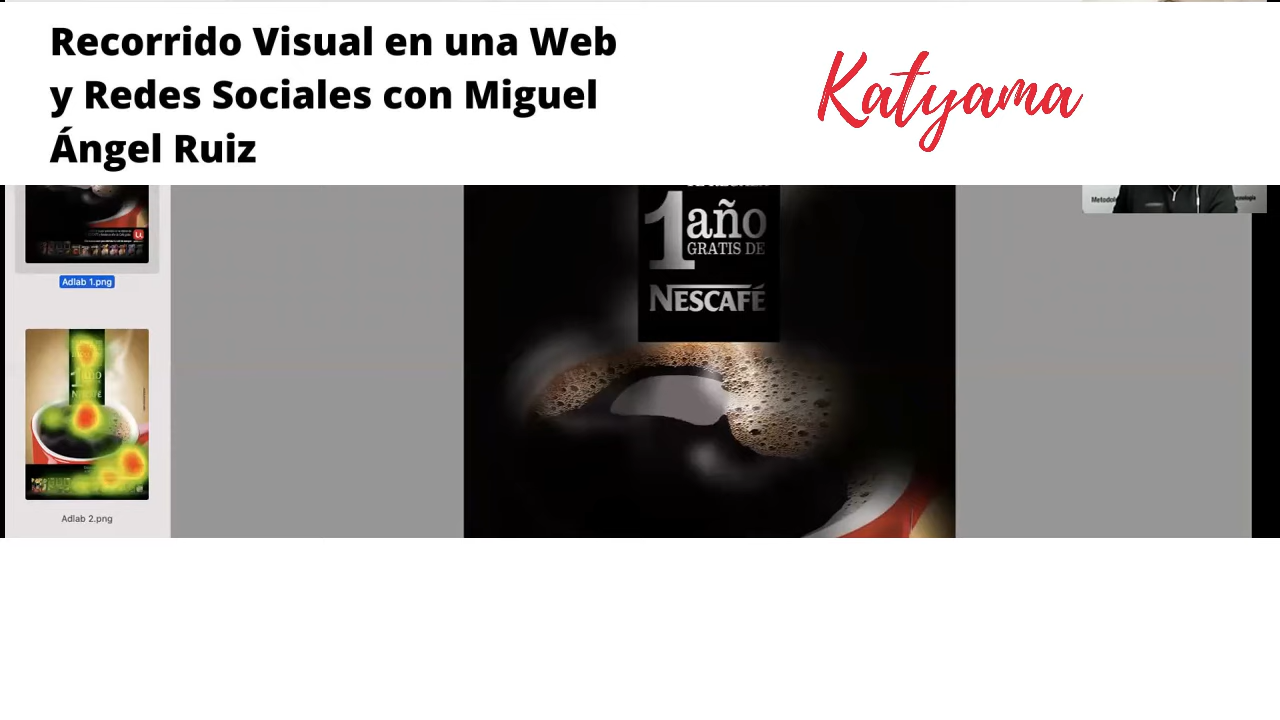 Recorrido Visual en una Web
y Redes Sociales con Miguel
Ángel Ruiz
Katyama
1 año
GRATIS DE
NESCAFÉ
Adlab 1.png
Adlab 2.png